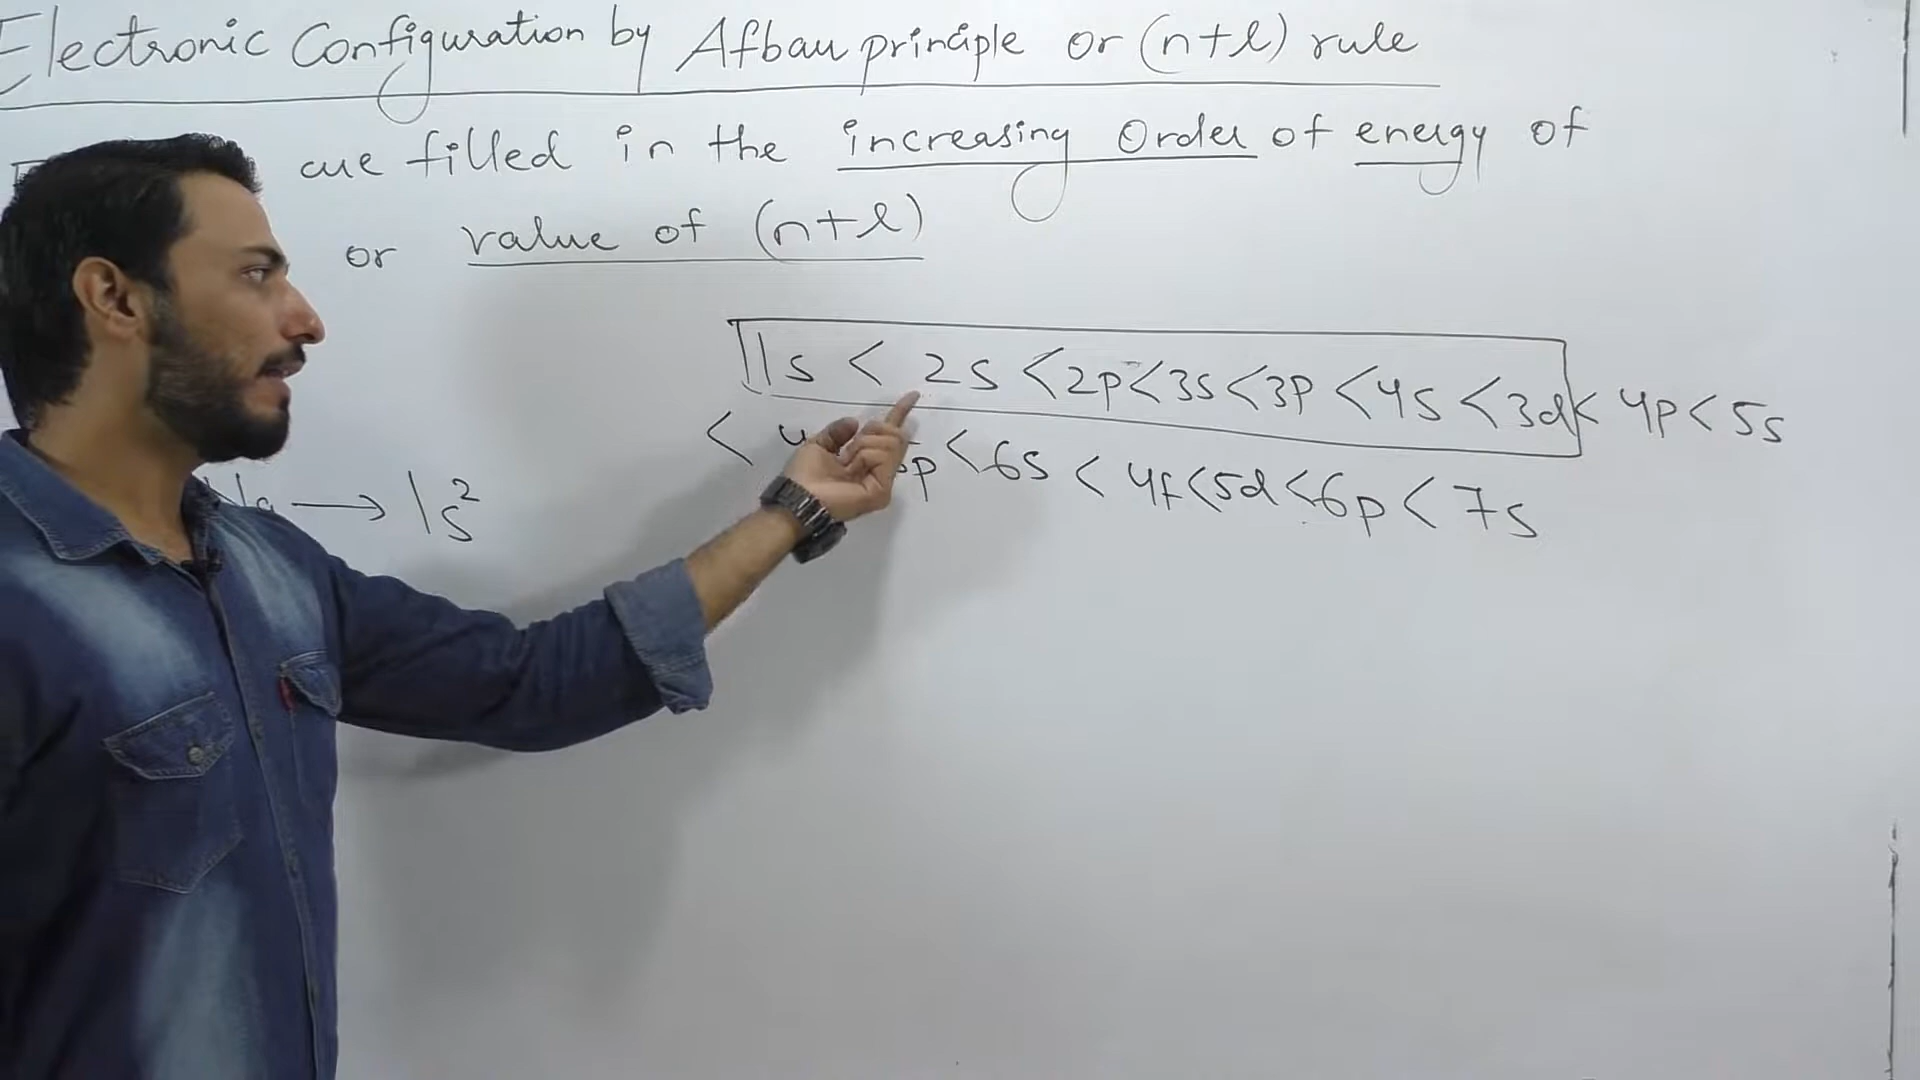 Electronic Configuration by Afbau principle or (n+l) rule
are filled in the increasing Order of energy of
or value of (n+l)
1s < 2s <2p<3s<3p <4s <3d< 4p< 5s
< <6s < 4f<5d<6p < 7s
Na → 1s²